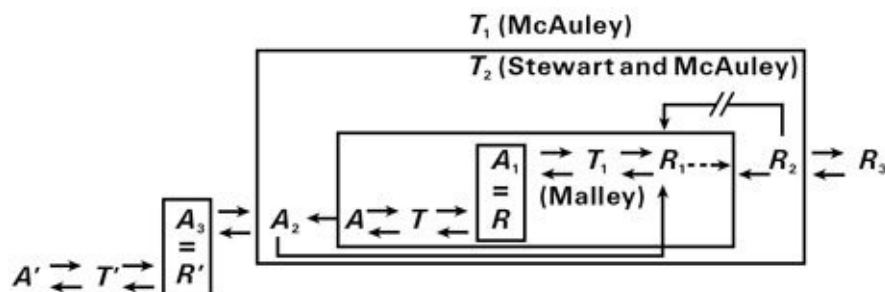 T₁ (McAuley)
T₂ (Stewart and McAuley)
A₁ T₁ R₁ R₂ R₃
=
(Malley)
A₃ A₂ A T R
=
A' T' R'